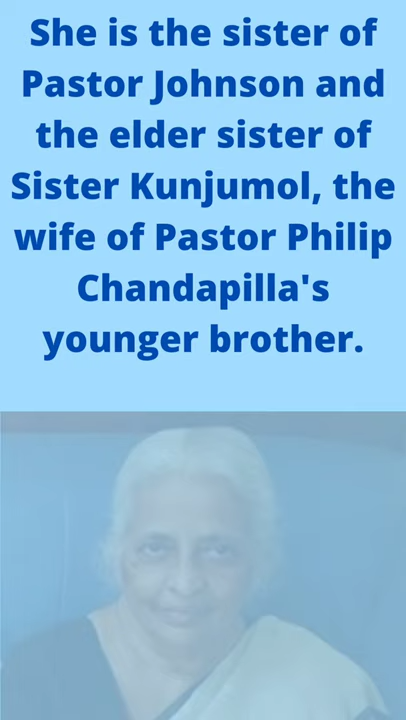 She is the sister of
Pastor Johnson and
the elder sister of
Sister Kunjumol, the
wife of Pastor Philip
Chandapilla's
younger brother.